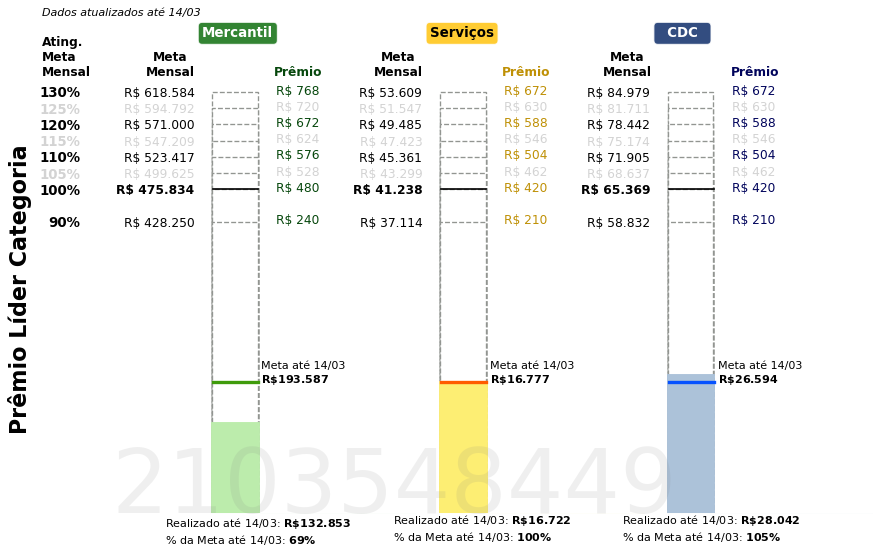 Dados atualizados até 14/03
Mercantil Serviços CDC
Ating.
Meta
Mensal
Meta
Mensal Prêmio Meta
Mensal Prêmio Meta
Mensal Prêmio
130% R$ 618.584 R$ 768 R$ 53.609 R$ 672 R$ 84.979 R$ 672
125% R$ 594.792 R$ 720 R$ 51.547 R$ 630 R$ 81.711 R$ 630
120% R$ 571.000 R$ 672 R$ 49.485 R$ 588 R$ 78.442 R$ 588
115% R$ 547.209 R$ 624 R$ 47.423 R$ 546 R$ 75.174 R$ 546
110% R$ 523.417 R$ 576 R$ 45.361 R$ 504 R$ 71.905 R$ 504
105% R$ 499.625 R$ 528 R$ 43.299 R$ 462 R$ 68.637 R$ 462
100% R$ 475.834 R$ 480 R$ 41.238 R$ 420 R$ 65.369 R$ 420
90% R$ 428.250 R$ 240 R$ 37.114 R$ 210 R$ 58.832 R$ 210
Prêmio Líder Categoria
Meta até 14/03 Meta até 14/03 Meta até 14/03
R$193.587 R$16.777 R$26.594
2103548449
Realizado até 14/03: R$132.853 Realizado até 14/03: R$16.722 Realizado até 14/03: R$28.042
% da Meta até 14/03: 69% % da Meta até 14/03: 100% % da Meta até 14/03: 105%